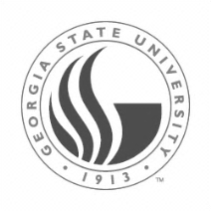 GEORGIA STATE UNIVERSITY
· 1913 ·
TM